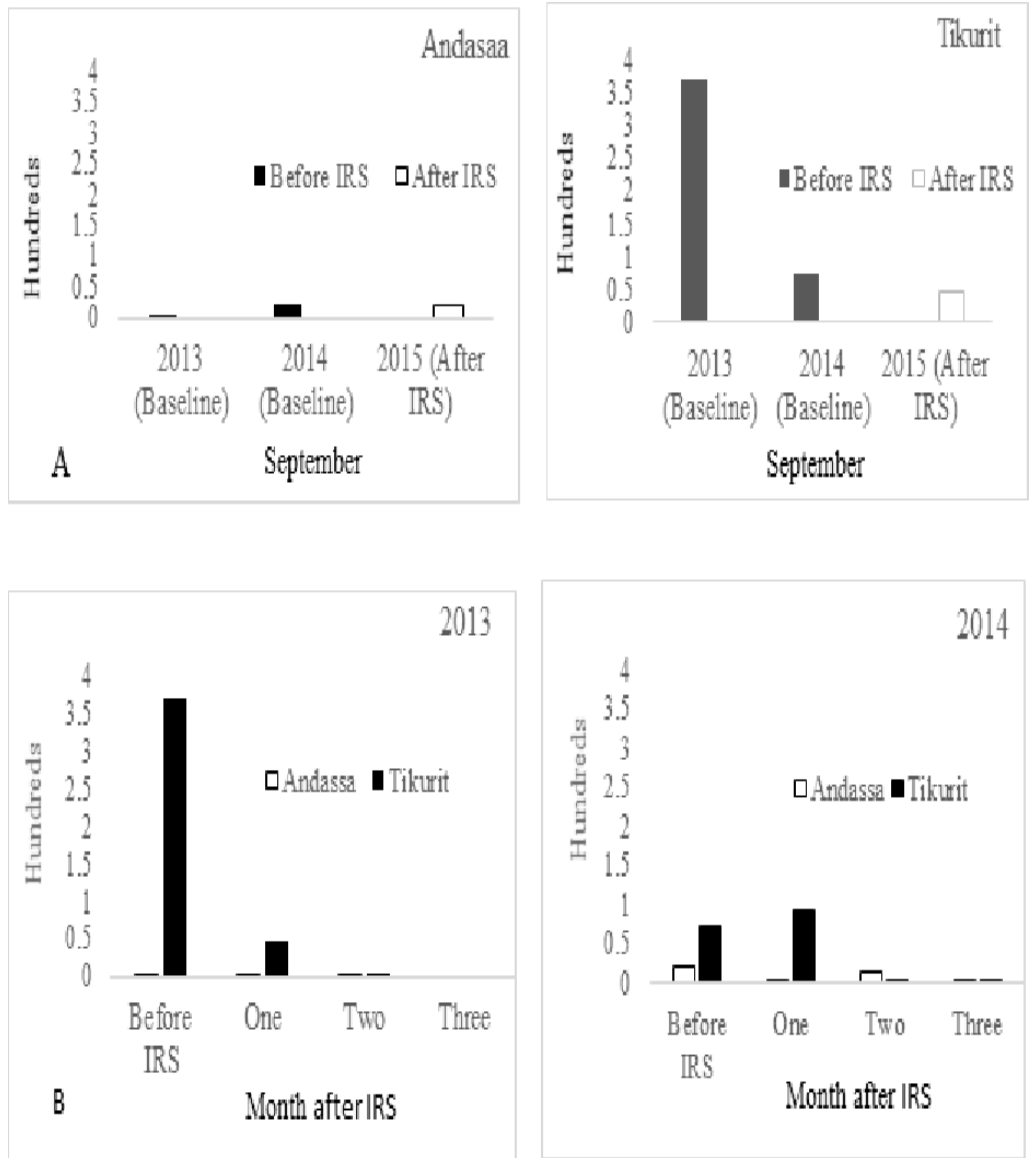 Andasaa
Hundreds
4
3.5
3
2.5
2
1.5
1
0.5
0
Before IRS After IRS
2013 (Baseline)
2014 (Baseline)
2015 (After IRS)
A September
Tikurit
Hundreds
4
3.5
3
2.5
2
1.5
1
0.5
0
Before IRS After IRS
2013 (Baseline)
2014 (Baseline)
2015 (After IRS)
September
2013
Hundreds
4
3.5
3
2.5
2
1.5
1
0.5
0
Andassa Tikurit
Before IRS
One
Two
Three
B Month after IRS
2014
Hundreds
4
3.5
3
2.5
2
1.5
1
0.5
0
Andassa Tikurit
Before IRS
One
Two
Three
Month after IRS